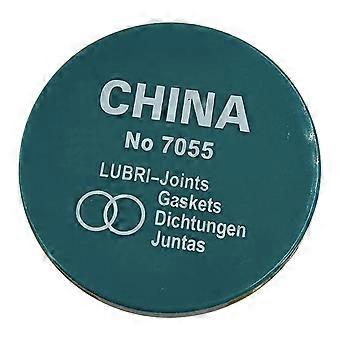 CHINA
No 7055
LUBRI-Joints
Gaskets
Dichtungen
Juntas